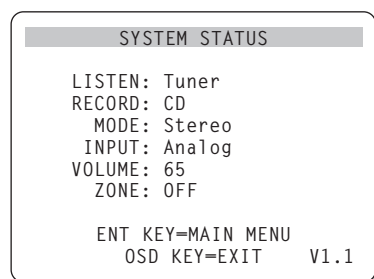 SYSTEM STATUS
LISTEN: Tuner
RECORD: CD
MODE: Stereo
INPUT: Analog
VOLUME: 65
ZONE: OFF
ENT KEY=MAIN MENU
OSD KEY=EXIT V1.1